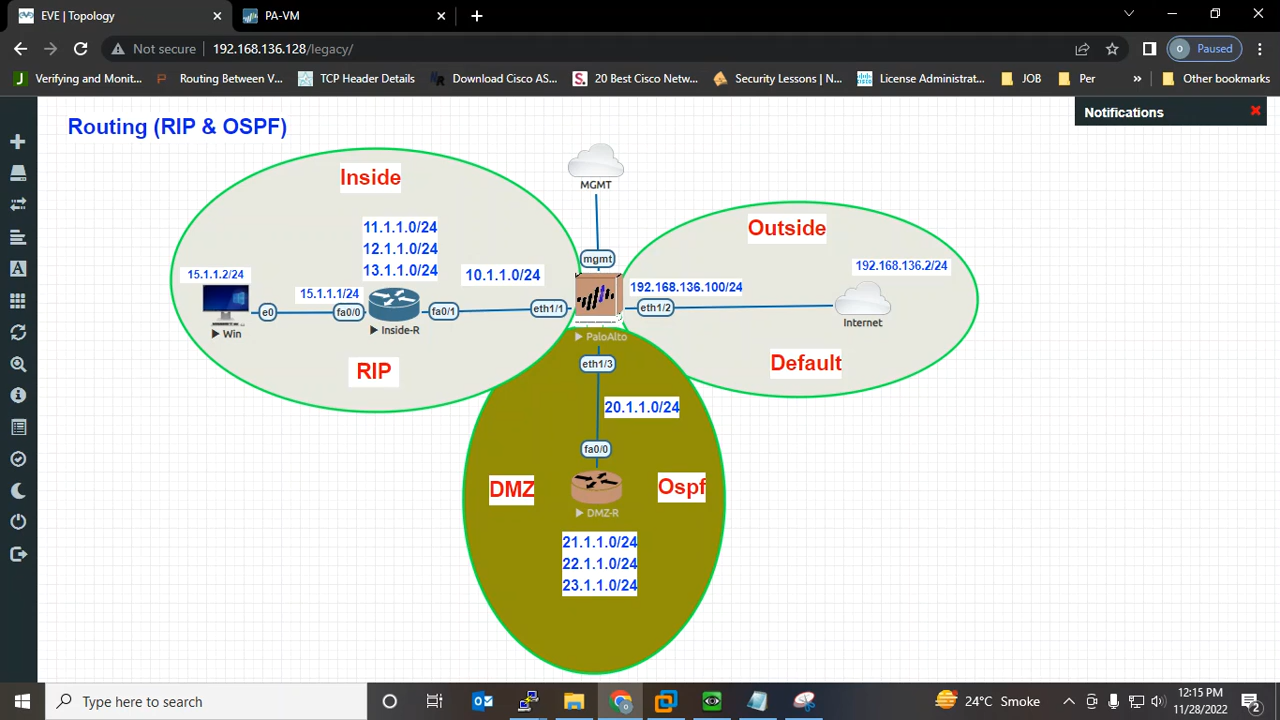 EVE | Topology
PA-VM
Not secure
192.168.136.128/legacy/
Paused
Verifying and Monit...
Routing Between V...
TCP Header Details
Download Cisco AS...
20 Best Cisco Netw...
Security Lessons | N...
License Administrat...
JOB
Per
»
Other bookmarks
Notifications
Routing (RIP & OSPF)
MGMT
Inside
Outside
11.1.1.0/24
12.1.1.0/24
13.1.1.0/24
mgmt
192.168.136.2/24
15.1.1.2/24
10.1.1.0/24
192.168.136.100/24
15.1.1.1/24
e0
fa0/0
fa0/1
eth1/1
eth1/2
Internet
Win
Inside-R
PaloAlto
RIP
Default
eth1/3
20.1.1.0/24
fa0/0
DMZ
Ospf
DMZ-R
21.1.1.0/24
22.1.1.0/24
23.1.1.0/24
Type here to search
24°C Smoke
12:15 PM
11/28/2022
2